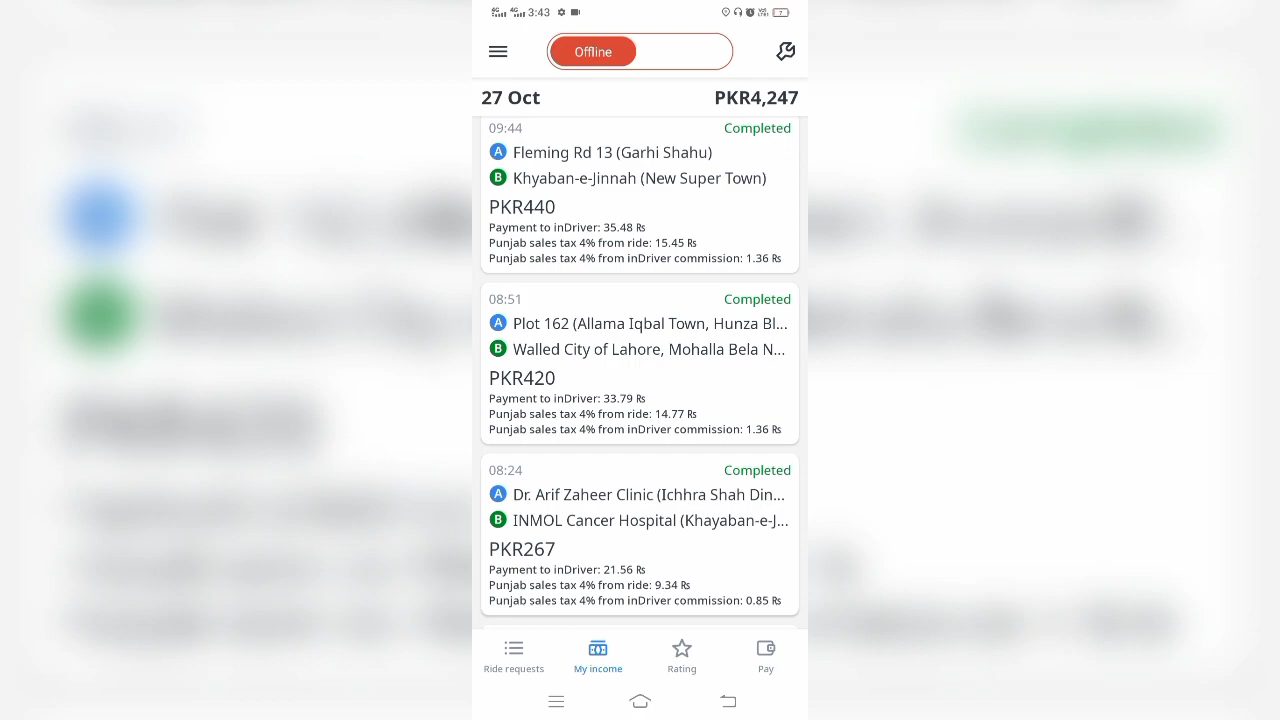 4G 4G 3:43
7
Offline
27 Oct PKR4,247
09:44 Completed
A Fleming Rd 13 (Garhi Shahu)
B Khyaban-e-Jinnah (New Super Town)
PKR440
Payment to inDriver: 35.48 ₨
Punjab sales tax 4% from ride: 15.45 ₨
Punjab sales tax 4% from inDriver commission: 1.36 ₨
08:51 Completed
A Plot 162 (Allama Iqbal Town, Hunza Bl...
B Walled City of Lahore, Mohalla Bela N...
PKR420
Payment to inDriver: 33.79 ₨
Punjab sales tax 4% from ride: 14.77 ₨
Punjab sales tax 4% from inDriver commission: 1.36 ₨
08:24 Completed
A Dr. Arif Zaheer Clinic (Ichhra Shah Din...
B INMOL Cancer Hospital (Khayaban-e-J...
PKR267
Payment to inDriver: 21.56 ₨
Punjab sales tax 4% from ride: 9.34 ₨
Punjab sales tax 4% from inDriver commission: 0.85 ₨
Ride requests My income Rating Pay